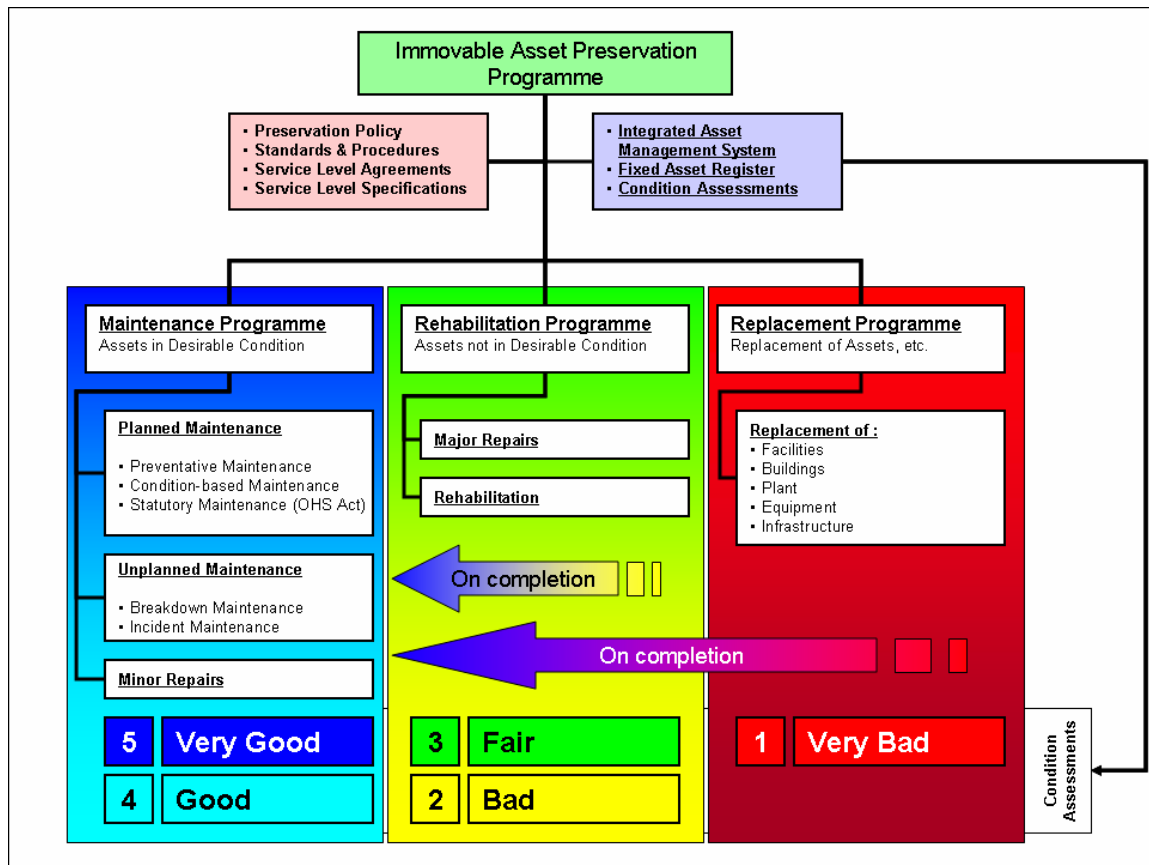 Immovable Asset Preservation
Programme
• Preservation Policy
• Standards & Procedures
• Service Level Agreements
• Service Level Specifications
• Integrated Asset
Management System
• Fixed Asset Register
• Condition Assessments
Maintenance Programme
Assets in Desirable Condition
Planned Maintenance
• Preventative Maintenance
• Condition-based Maintenance
• Statutory Maintenance (OHS Act)
Unplanned Maintenance
• Breakdown Maintenance
• Incident Maintenance
Minor Repairs
Rehabilitation Programme
Assets not in Desirable Condition
Major Repairs
Rehabilitation
On completion
On completion
Replacement Programme
Replacement of Assets, etc.
Replacement of :
• Facilities
• Buildings
• Plant
• Equipment
• Infrastructure
5 Very Good
4 Good
3 Fair
2 Bad
1 Very Bad
Condition
Assessments